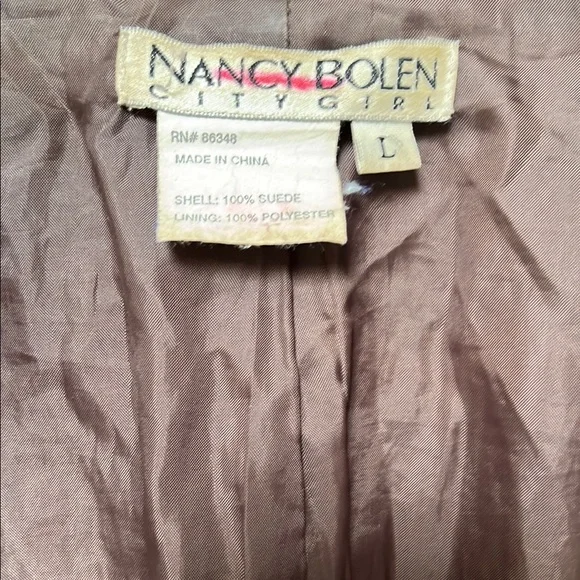 NANCY BOLEN
CITY GIRL
L
RN# 86348
MADE IN CHINA
SHELL: 100% SUEDE
LINING: 100% POLYESTER